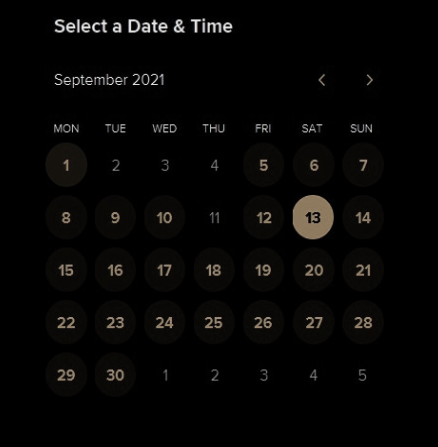 Select a Date & Time
September 2021
MON TUE WED THU FRI SAT SUN
1 2 3 4 5 6 7
8 9 10 11 12 13 14
15 16 17 18 19 20 21
22 23 24 25 26 27 28
29 30 1 2 3 4 5